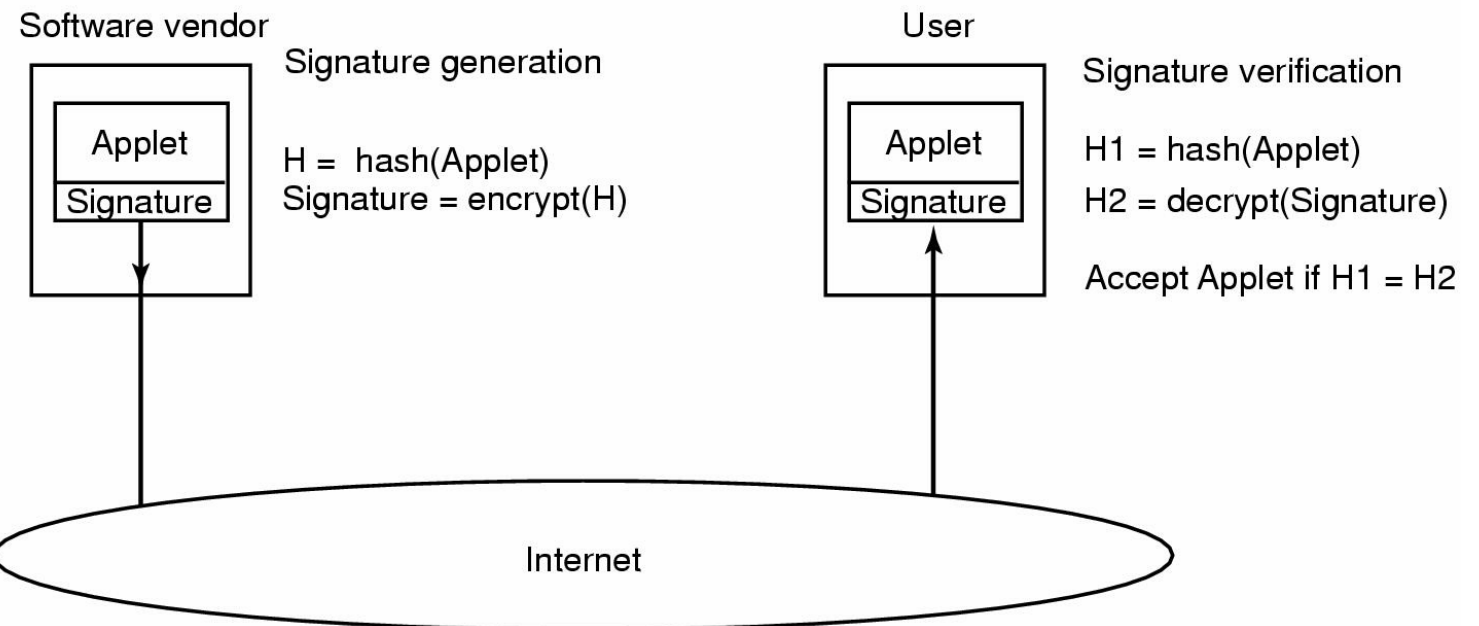 Software vendor
Signature generation
Applet
Signature
H = hash(Applet)
Signature = encrypt(H)
User
Signature verification
Applet
Signature
H1 = hash(Applet)
H2 = decrypt(Signature)
Accept Applet if H1 = H2
Internet